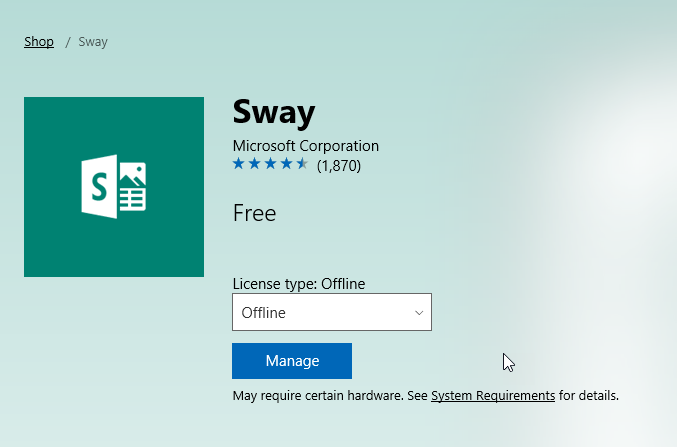 Shop / Sway
S
Sway
Microsoft Corporation
(1,870)
Free
License type: Offline
Offline
Manage
May require certain hardware. See System Requirements for details.